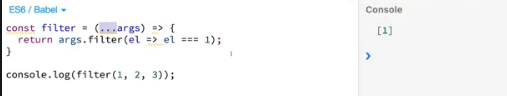 ES6 / Babel
Console
const filter = (...args) => {
return args.filter(el => el === 1);
}
console.log(filter(1, 2, 3));
[1]